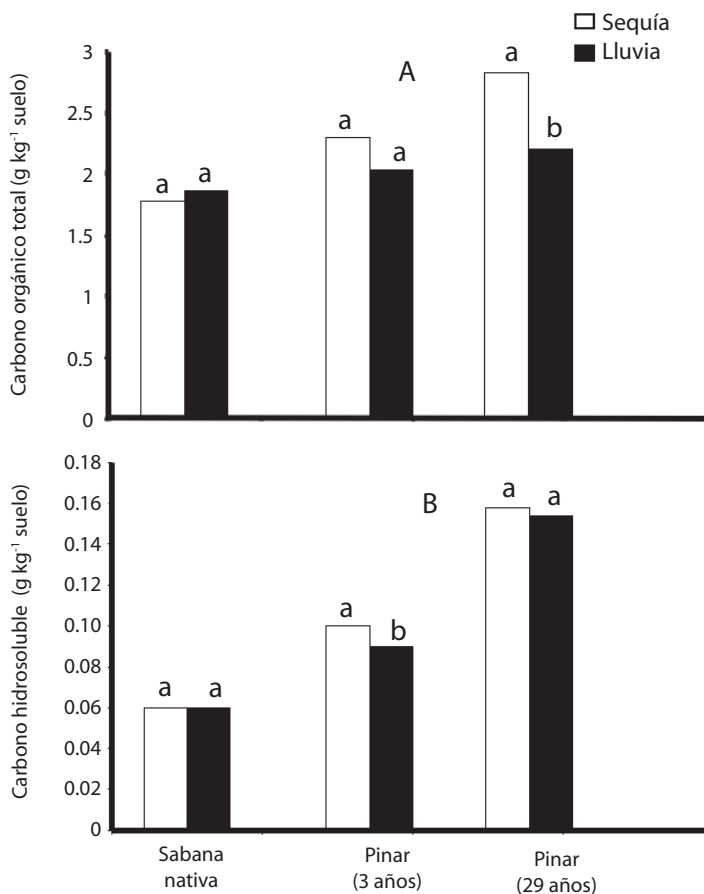 Sequía
Lluvia
A
Carbono orgánico total (g kg⁻¹ suelo)
3
2.5
2
1.5
1
0.5
0
a a
a a
a b
B
Carbono hidrosoluble (g kg⁻¹ suelo)
0.18
0.16
0.14
0.12
0.10
0.08
0.06
0.04
0.02
0
a a
a b
a a
Sabana
nativa
Pinar
(3 años)
Pinar
(29 años)